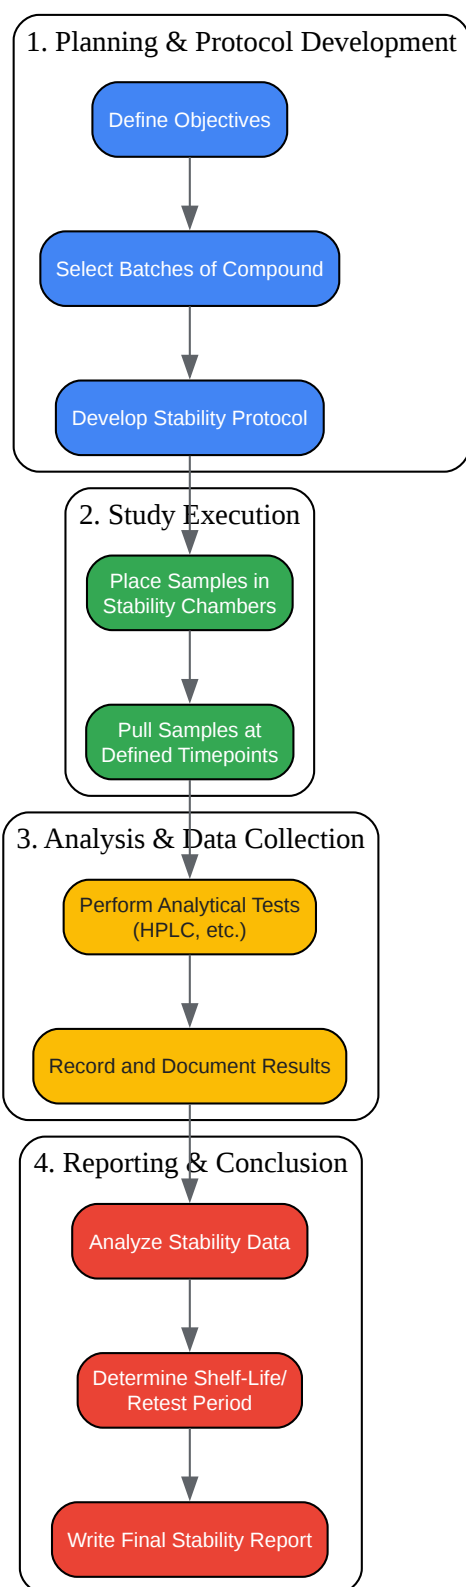 1. Planning & Protocol Development
Define Objectives
Select Batches of Compound
Develop Stability Protocol
2. Study Execution
Place Samples in
Stability Chambers
Pull Samples at
Defined Timepoints
3. Analysis & Data Collection
Perform Analytical Tests
(HPLC, etc.)
Record and Document Results
4. Reporting & Conclusion
Analyze Stability Data
Determine Shelf-Life/
Retest Period
Write Final Stability Report